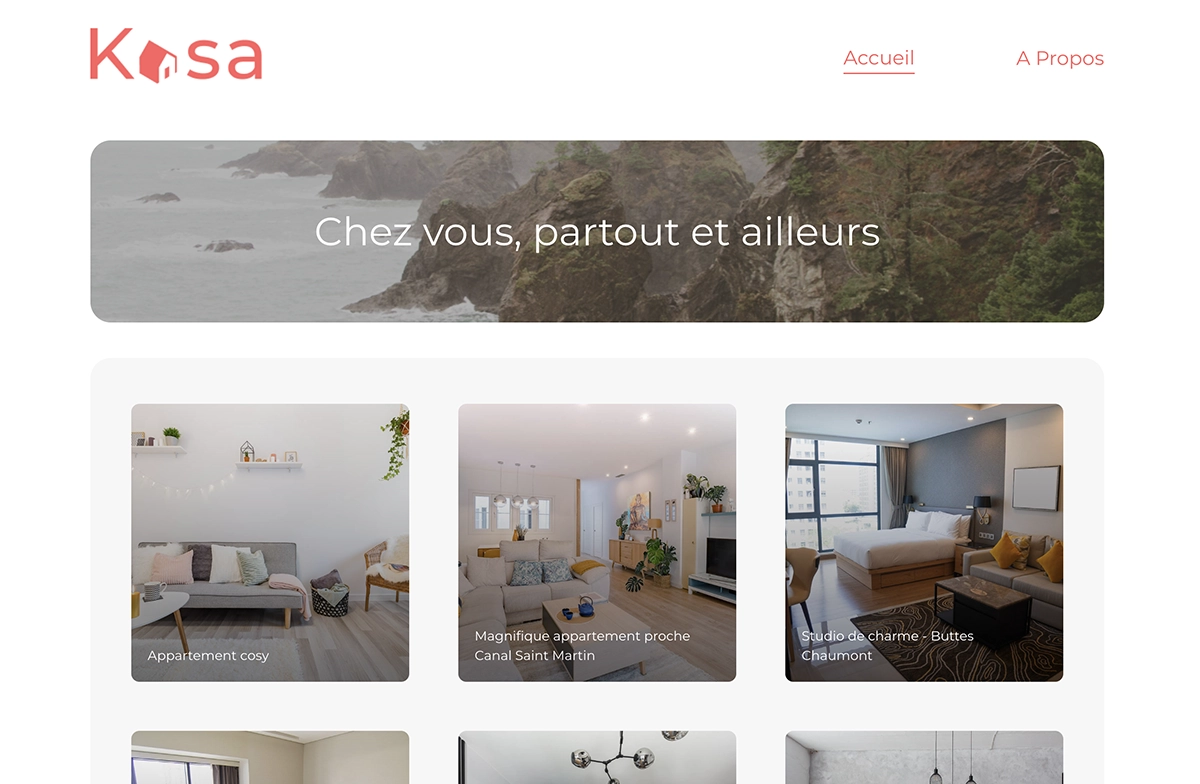 Kasa
Accueil
A Propos
Chez vous, partout et ailleurs
Appartement cosy
Magnifique appartement proche
Canal Saint Martin
Studio de charme - Buttes
Chaumont